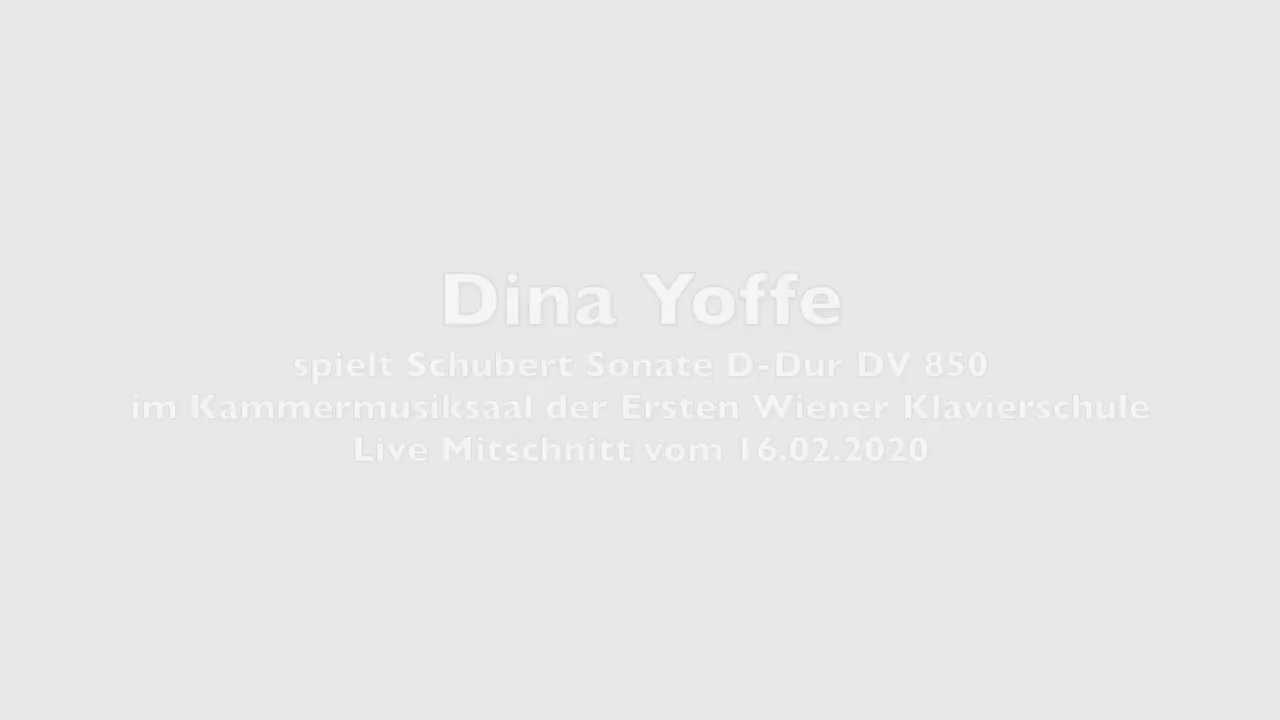 Dina Yoffe
spielt Schubert Sonate D-Dur DV 850
im Kammermusiksaal der Ersten Wiener Klavierschule
Live Mitschnitt vom 16.02.2020